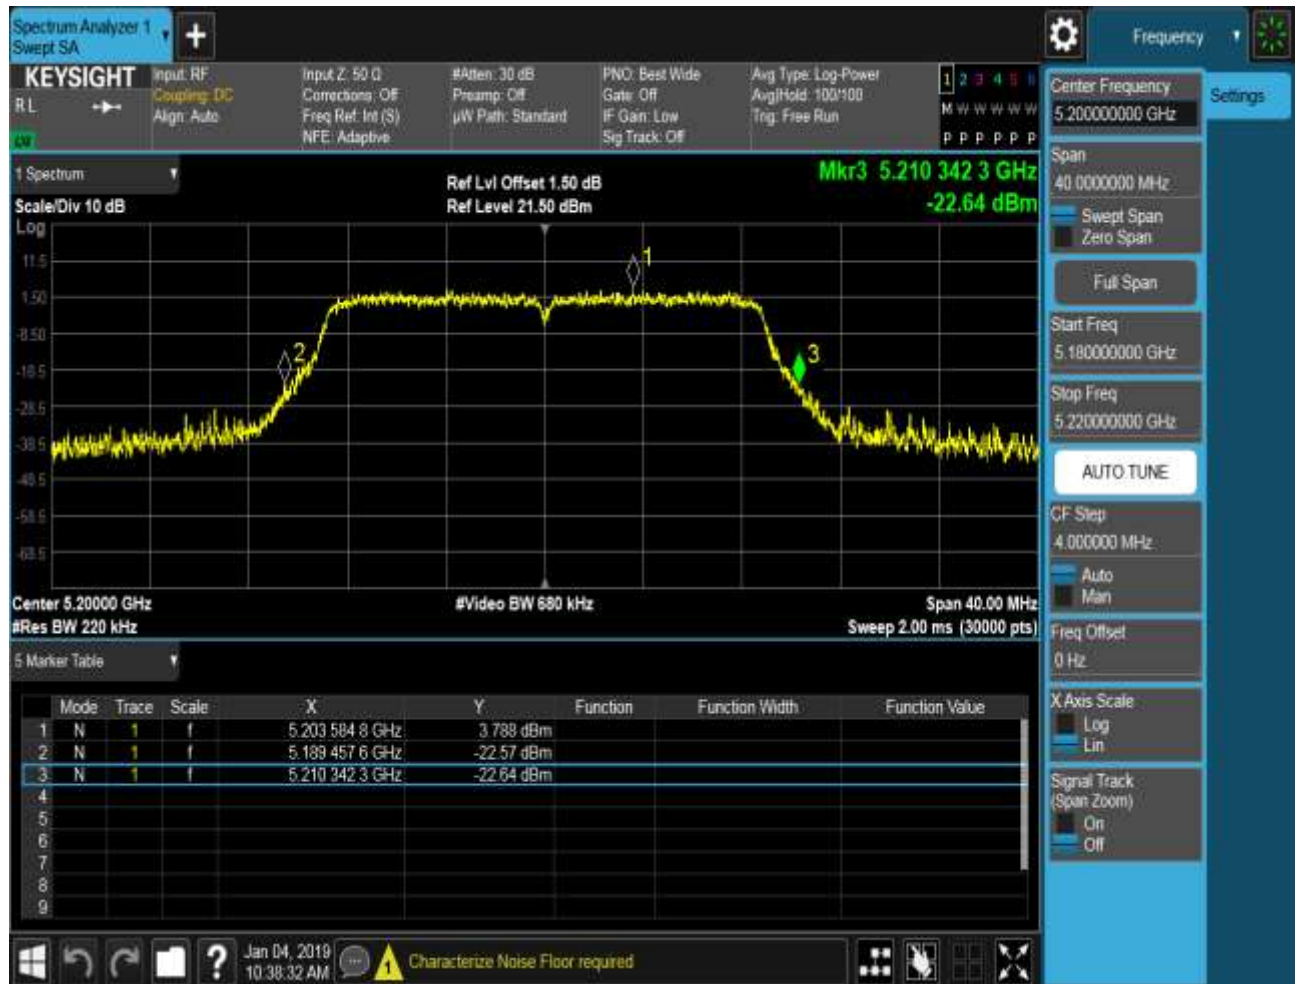 Spectrum Analyzer 1
Swept SA
Frequency
KEYSIGHT
R L
Input: RF
Coupling: DC
Align: Auto
Input Z: 50 Ω
Corrections: Off
Freq Ref: Int (S)
NFE: Adaptive
#Atten: 30 dB
Preamp: Off
µW Path: Standard
PNO: Best Wide
Gate: Off
IF Gain: Low
Sig Track: Off
Avg Type: Log-Power
Avg|Hold: 100/100
Trig: Free Run
1 2 3 4 5 6
M W W W W W
P P P P P P
1 Spectrum
Scale/Div 10 dB
Ref Lvl Offset 1.50 dB
Ref Level 21.50 dBm
Mkr3 5.210 342 3 GHz
-22.64 dBm
Log
11.5
1.50
-8.50
-18.5
-28.5
-38.5
-48.5
-58.5
-68.5
1
2
3
Center 5.20000 GHz
#Res BW 220 kHz
#Video BW 680 kHz
Span 40.00 MHz
Sweep 2.00 ms (30000 pts)
5 Marker Table
Mode Trace Scale X Y Function Function Width Function Value
1 N 1 f 5.203 584 8 GHz 3.788 dBm
2 N 1 f 5.189 457 6 GHz -22.57 dBm
3 N 1 f 5.210 342 3 GHz -22.64 dBm
4
5
6
7
8
9
Jan 04, 2019
10:38:32 AM
1
Characterize Noise Floor required
Center Frequency
5.200000000 GHz
Settings
Span
40.0000000 MHz
Swept Span
Zero Span
Full Span
Start Freq
5.180000000 GHz
Stop Freq
5.220000000 GHz
AUTO TUNE
CF Step
4.000000 MHz
Auto
Man
Freq Offset
0 Hz
X Axis Scale
Log
Lin
Signal Track
(Span Zoom)
On
Off